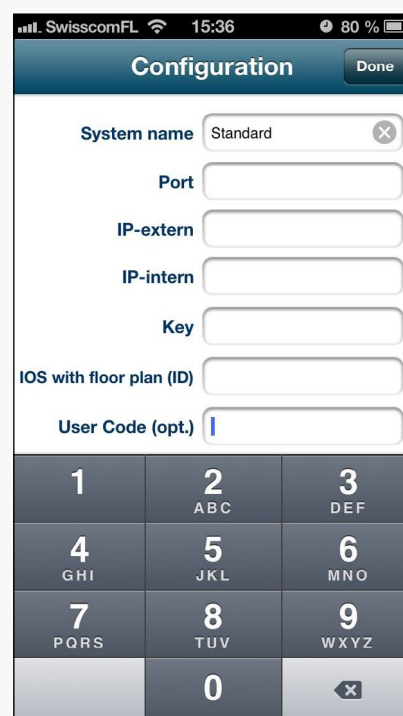 SwisscomFL 15:36 80 %
Configuration Done
System name Standard
Port
IP-extern
IP-intern
Key
IOS with floor plan (ID)
User Code (opt.)
1 2 3
ABC DEF
4 5 6
GHI JKL MNO
7 8 9
PQRS TUV WXYZ
0